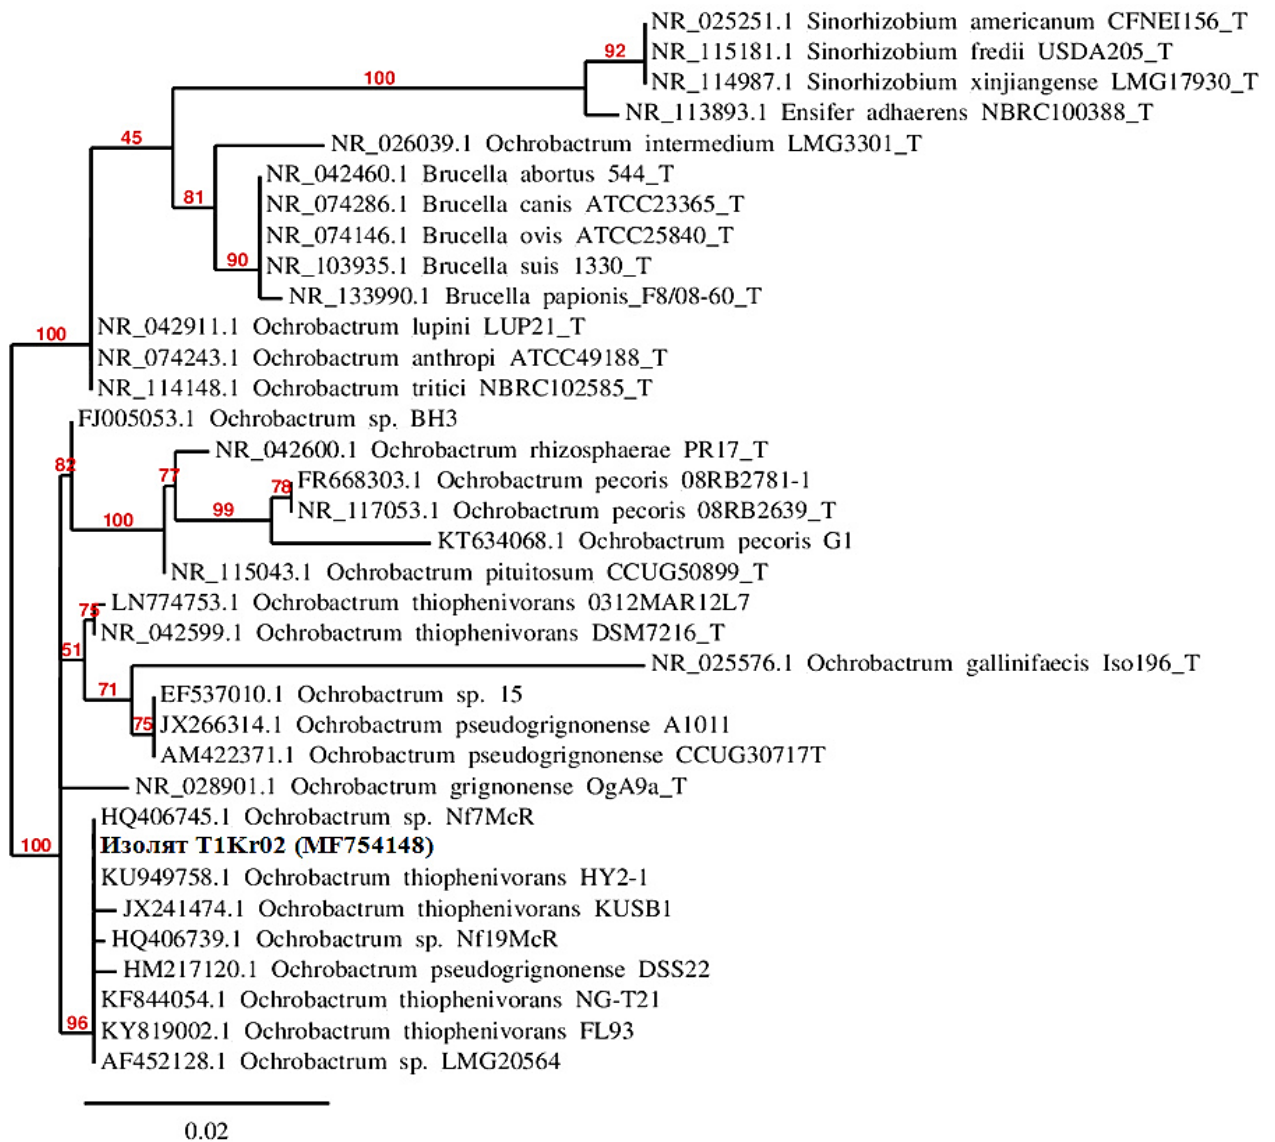 NR_025251.1 Sinorhizobium americanum CFNEI156_T
92 NR_115181.1 Sinorhizobium fredii USDA205_T
100 NR_114987.1 Sinorhizobium xinjiangense LMG17930_T
NR_113893.1 Ensifer adhaerens NBRC100388_T
45 NR_026039.1 Ochrobactrum intermedium LMG3301_T
NR_042460.1 Brucella abortus 544_T
81 NR_074286.1 Brucella canis ATCC23365_T
NR_074146.1 Brucella ovis ATCC25840_T
90 NR_103935.1 Brucella suis 1330_T
NR_133990.1 Brucella papionis_F8/08-60_T
100 NR_042911.1 Ochrobactrum lupini LUP21_T
NR_074243.1 Ochrobactrum anthropi ATCC49188_T
NR_114148.1 Ochrobactrum tritici NBRC102585_T
FJ005053.1 Ochrobactrum sp. BH3
82 NR_042600.1 Ochrobactrum rhizosphaerae PR17_T
77 78 FR668303.1 Ochrobactrum pecoris 08RB2781-1
100 99 NR_117053.1 Ochrobactrum pecoris 08RB2639_T
KT634068.1 Ochrobactrum pecoris G1
NR_115043.1 Ochrobactrum pituitosum CCUG50899_T
75 LN774753.1 Ochrobactrum thiophenivorans 0312MAR12L7
NR_042599.1 Ochrobactrum thiophenivorans DSM7216_T
51 NR_025576.1 Ochrobactrum gallinifaecis Iso196_T
71 EF537010.1 Ochrobactrum sp. 15
75 JX266314.1 Ochrobactrum pseudogrignonense A1011
AM422371.1 Ochrobactrum pseudogrignonense CCUG30717T
NR_028901.1 Ochrobactrum grignonense OgA9a_T
HQ406745.1 Ochrobactrum sp. Nf7McR
100 Изолят T1Kr02 (MF754148)
KU949758.1 Ochrobactrum thiophenivorans HY2-1
JX241474.1 Ochrobactrum thiophenivorans KUSB1
HQ406739.1 Ochrobactrum sp. Nf19McR
HM217120.1 Ochrobactrum pseudogrignonense DSS22
KF844054.1 Ochrobactrum thiophenivorans NG-T21
96 KY819002.1 Ochrobactrum thiophenivorans FL93
AF452128.1 Ochrobactrum sp. LMG20564
0.02